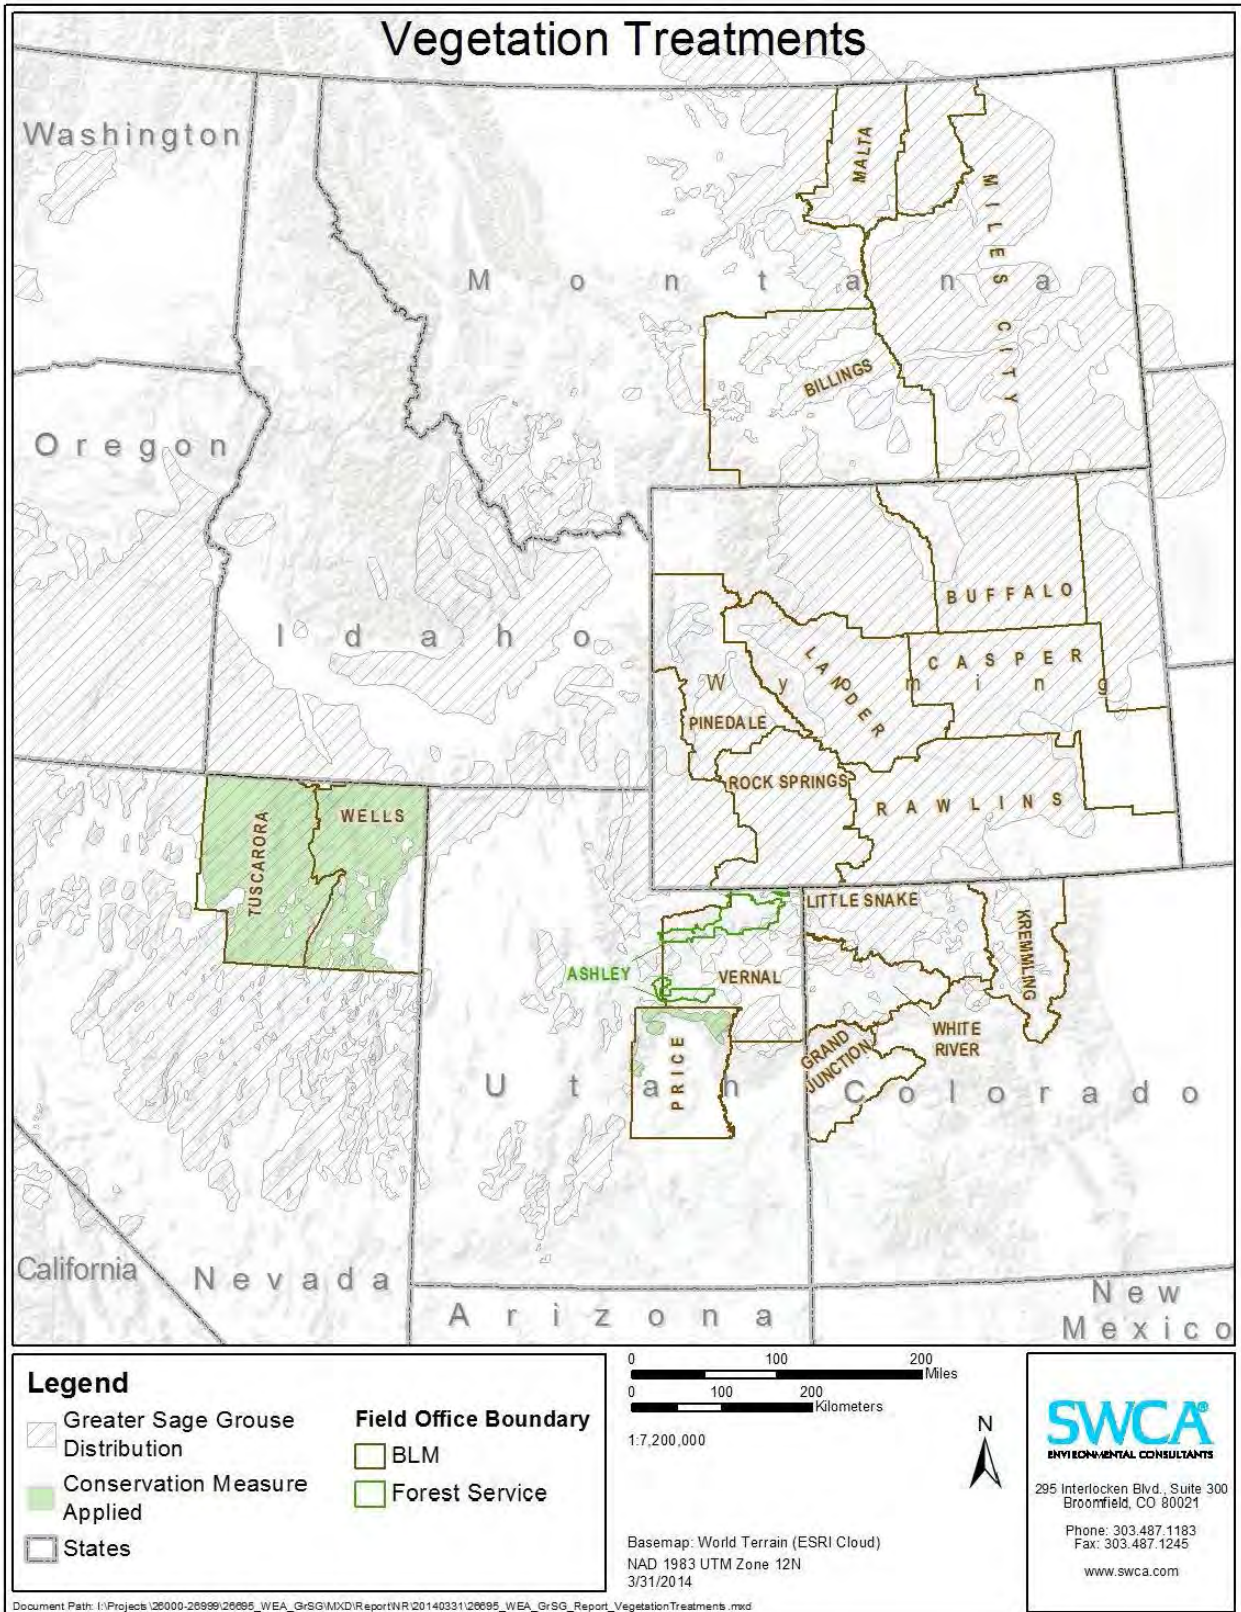 Vegetation Treatments
Washington
Montana
Oregon
Idaho
Wyoming
Utah
Colorado
California
Nevada
Arizona
New
Mexico
MALTA
MILES CITY
BILLINGS
BUFFALO
CASPER
LANDER
PINEDALE
ROCK SPRINGS
RAWLINS
TUSCARORA
WELLS
LITTLE SNAKE
KREMMLING
ASHLEY
VERNAL
WHITE
RIVER
GRAND
JUNCTION
PRICE
Legend
Greater Sage Grouse
Distribution
Conservation Measure
Applied
States
Field Office Boundary
BLM
Forest Service
0 100 200
Miles
0 100 200
Kilometers
1:7,200,000
N
Basemap: World Terrain (ESRI Cloud)
NAD 1983 UTM Zone 12N
3/31/2014
SWCA®
ENVIRONMENTAL CONSULTANTS
295 Interlocken Blvd., Suite 300
Broomfield, CO 80021
Phone: 303.487.1183
Fax: 303.487.1245
www.swca.com
Document Path: I:\Projects\26000-26999\26695_WEA_GrSG\MXD\Report\NR\20140331\26695_WEA_GrSG_Report_VegetationTreatments.mxd